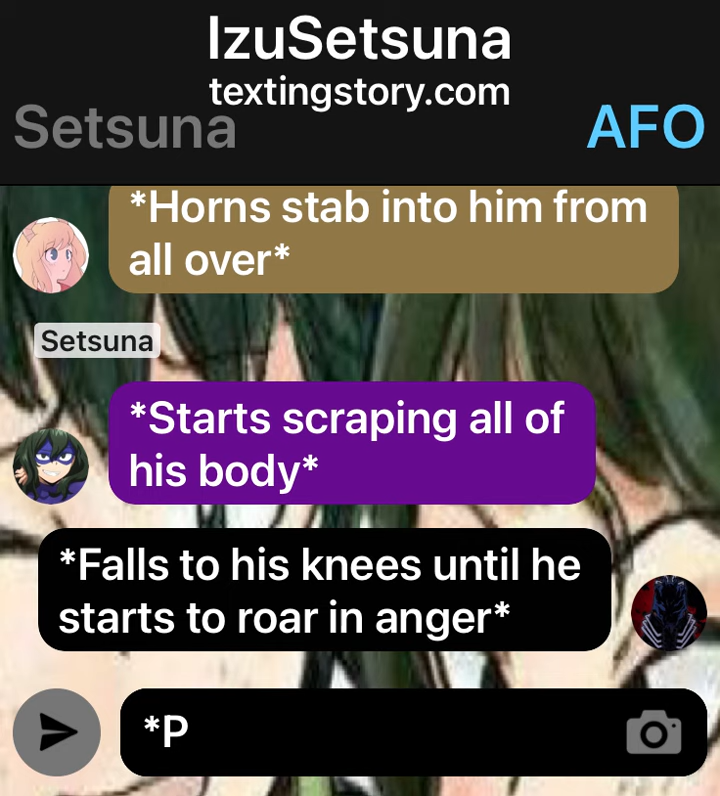 IzuSetsuna
textingstory.com
Setsuna
AFO
*Horns stab into him from
all over*
Setsuna
*Starts scraping all of
his body*
*Falls to his knees until he
starts to roar in anger*
*P